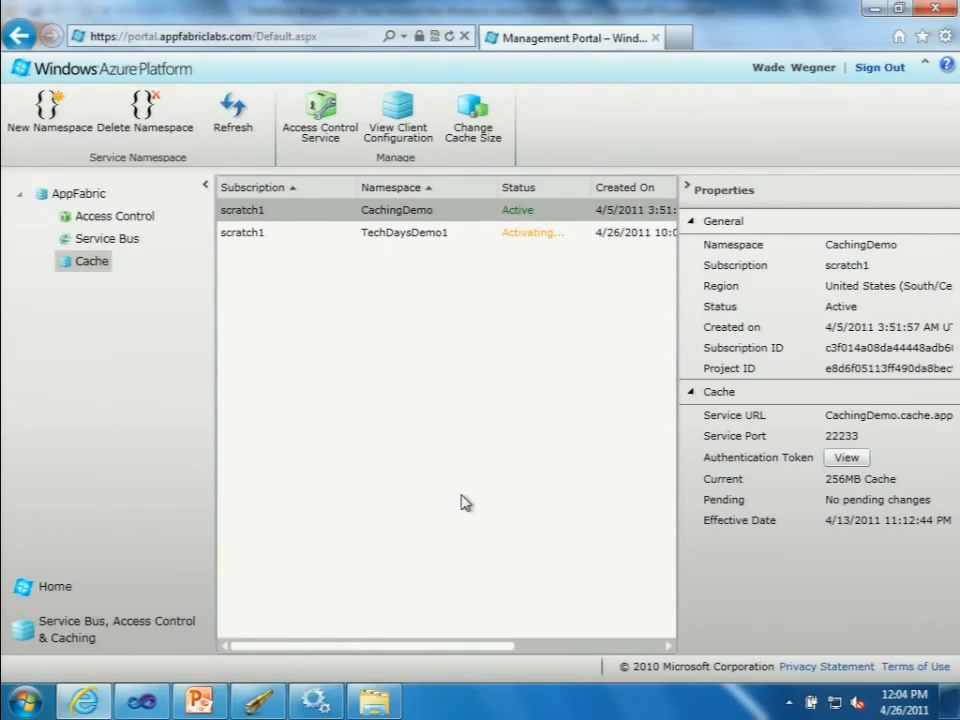 https://portal.appfabriclabs.com/Default.aspx
Management Portal – Wind...
WindowsAzurePlatform
Wade Wegner | Sign Out
New Namespace
Delete Namespace
Refresh
Access Control
Service
View Client
Configuration
Change
Cache Size
Service Namespace
Manage
AppFabric
Access Control
Service Bus
Cache
Subscription Namespace Status Created On
scratch1 CachingDemo Active 4/5/2011 3:51:
scratch1 TechDaysDemo1 Activating... 4/26/2011 10:0
Properties
General
Namespace CachingDemo
Subscription scratch1
Region United States (South/Ce
Status Active
Created on 4/5/2011 3:51:57 AM U
Subscription ID c3f014a08da44448adb6
Project ID e8d6f05113ff490da8bec
Cache
Service URL CachingDemo.cache.app
Service Port 22233
Authentication Token View
Current 256MB Cache
Pending No pending changes
Effective Date 4/13/2011 11:12:44 PM
Home
Service Bus, Access Control
& Caching
© 2010 Microsoft Corporation Privacy Statement Terms of Use
12:04 PM
4/26/2011